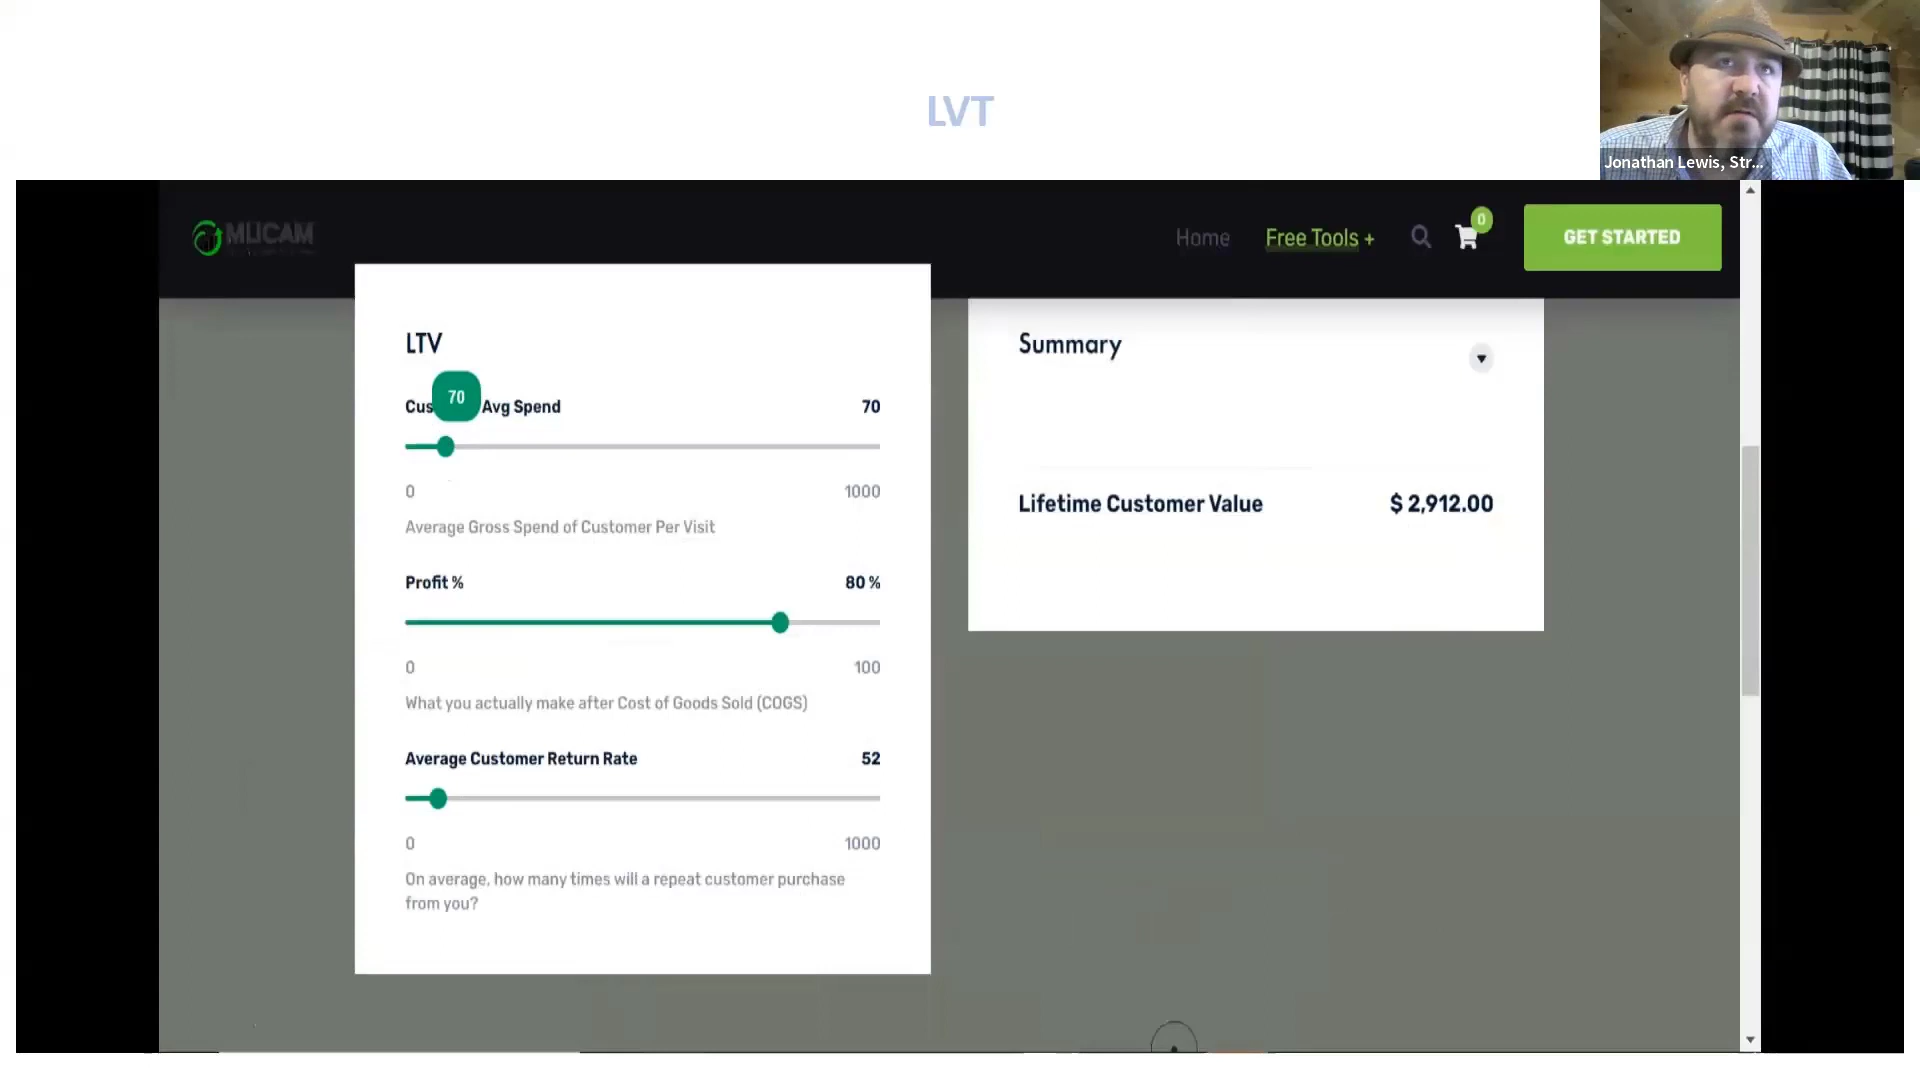 LVT
Jonathan Lewis, Str...
MUCAM
Home
Free Tools +
0
GET STARTED
LTV
70
Cus Avg Spend
70
0
1000
Average Gross Spend of Customer Per Visit
Profit %
80 %
0
100
What you actually make after Cost of Goods Sold (COGS)
Average Customer Return Rate
52
0
1000
On average, how many times will a repeat customer purchase
from you?
Summary
Lifetime Customer Value
$ 2,912.00